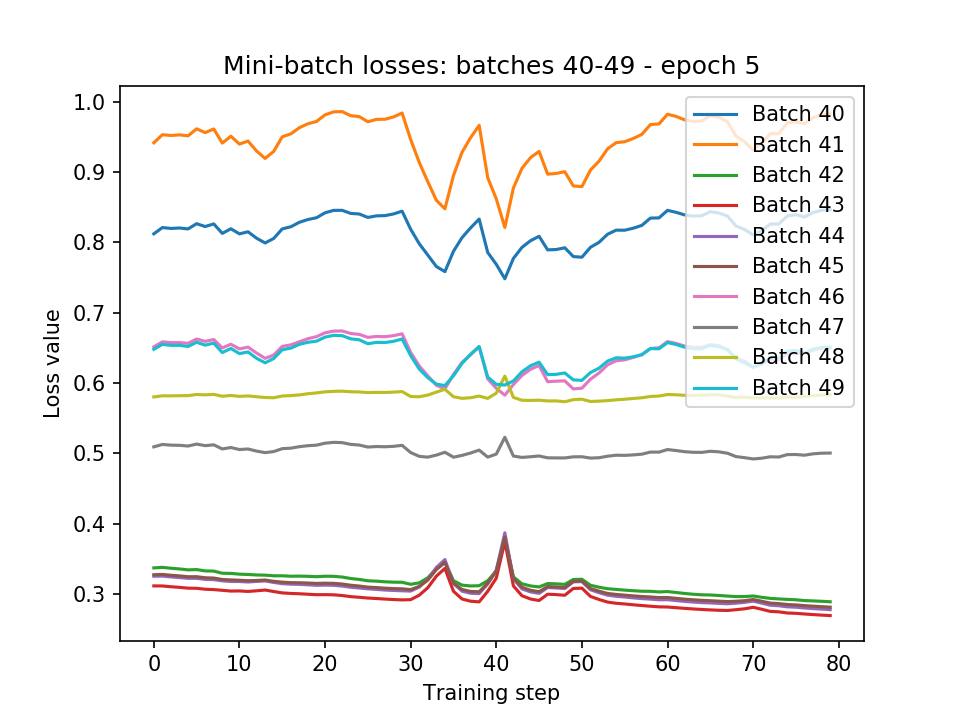 Mini-batch losses: batches 40-49 - epoch 5
1.0
0.9
0.8
0.7
0.6
0.5
0.4
0.3
Loss value
Batch 40
Batch 41
Batch 42
Batch 43
Batch 44
Batch 45
Batch 46
Batch 47
Batch 48
Batch 49
0 10 20 30 40 50 60 70 80
Training step